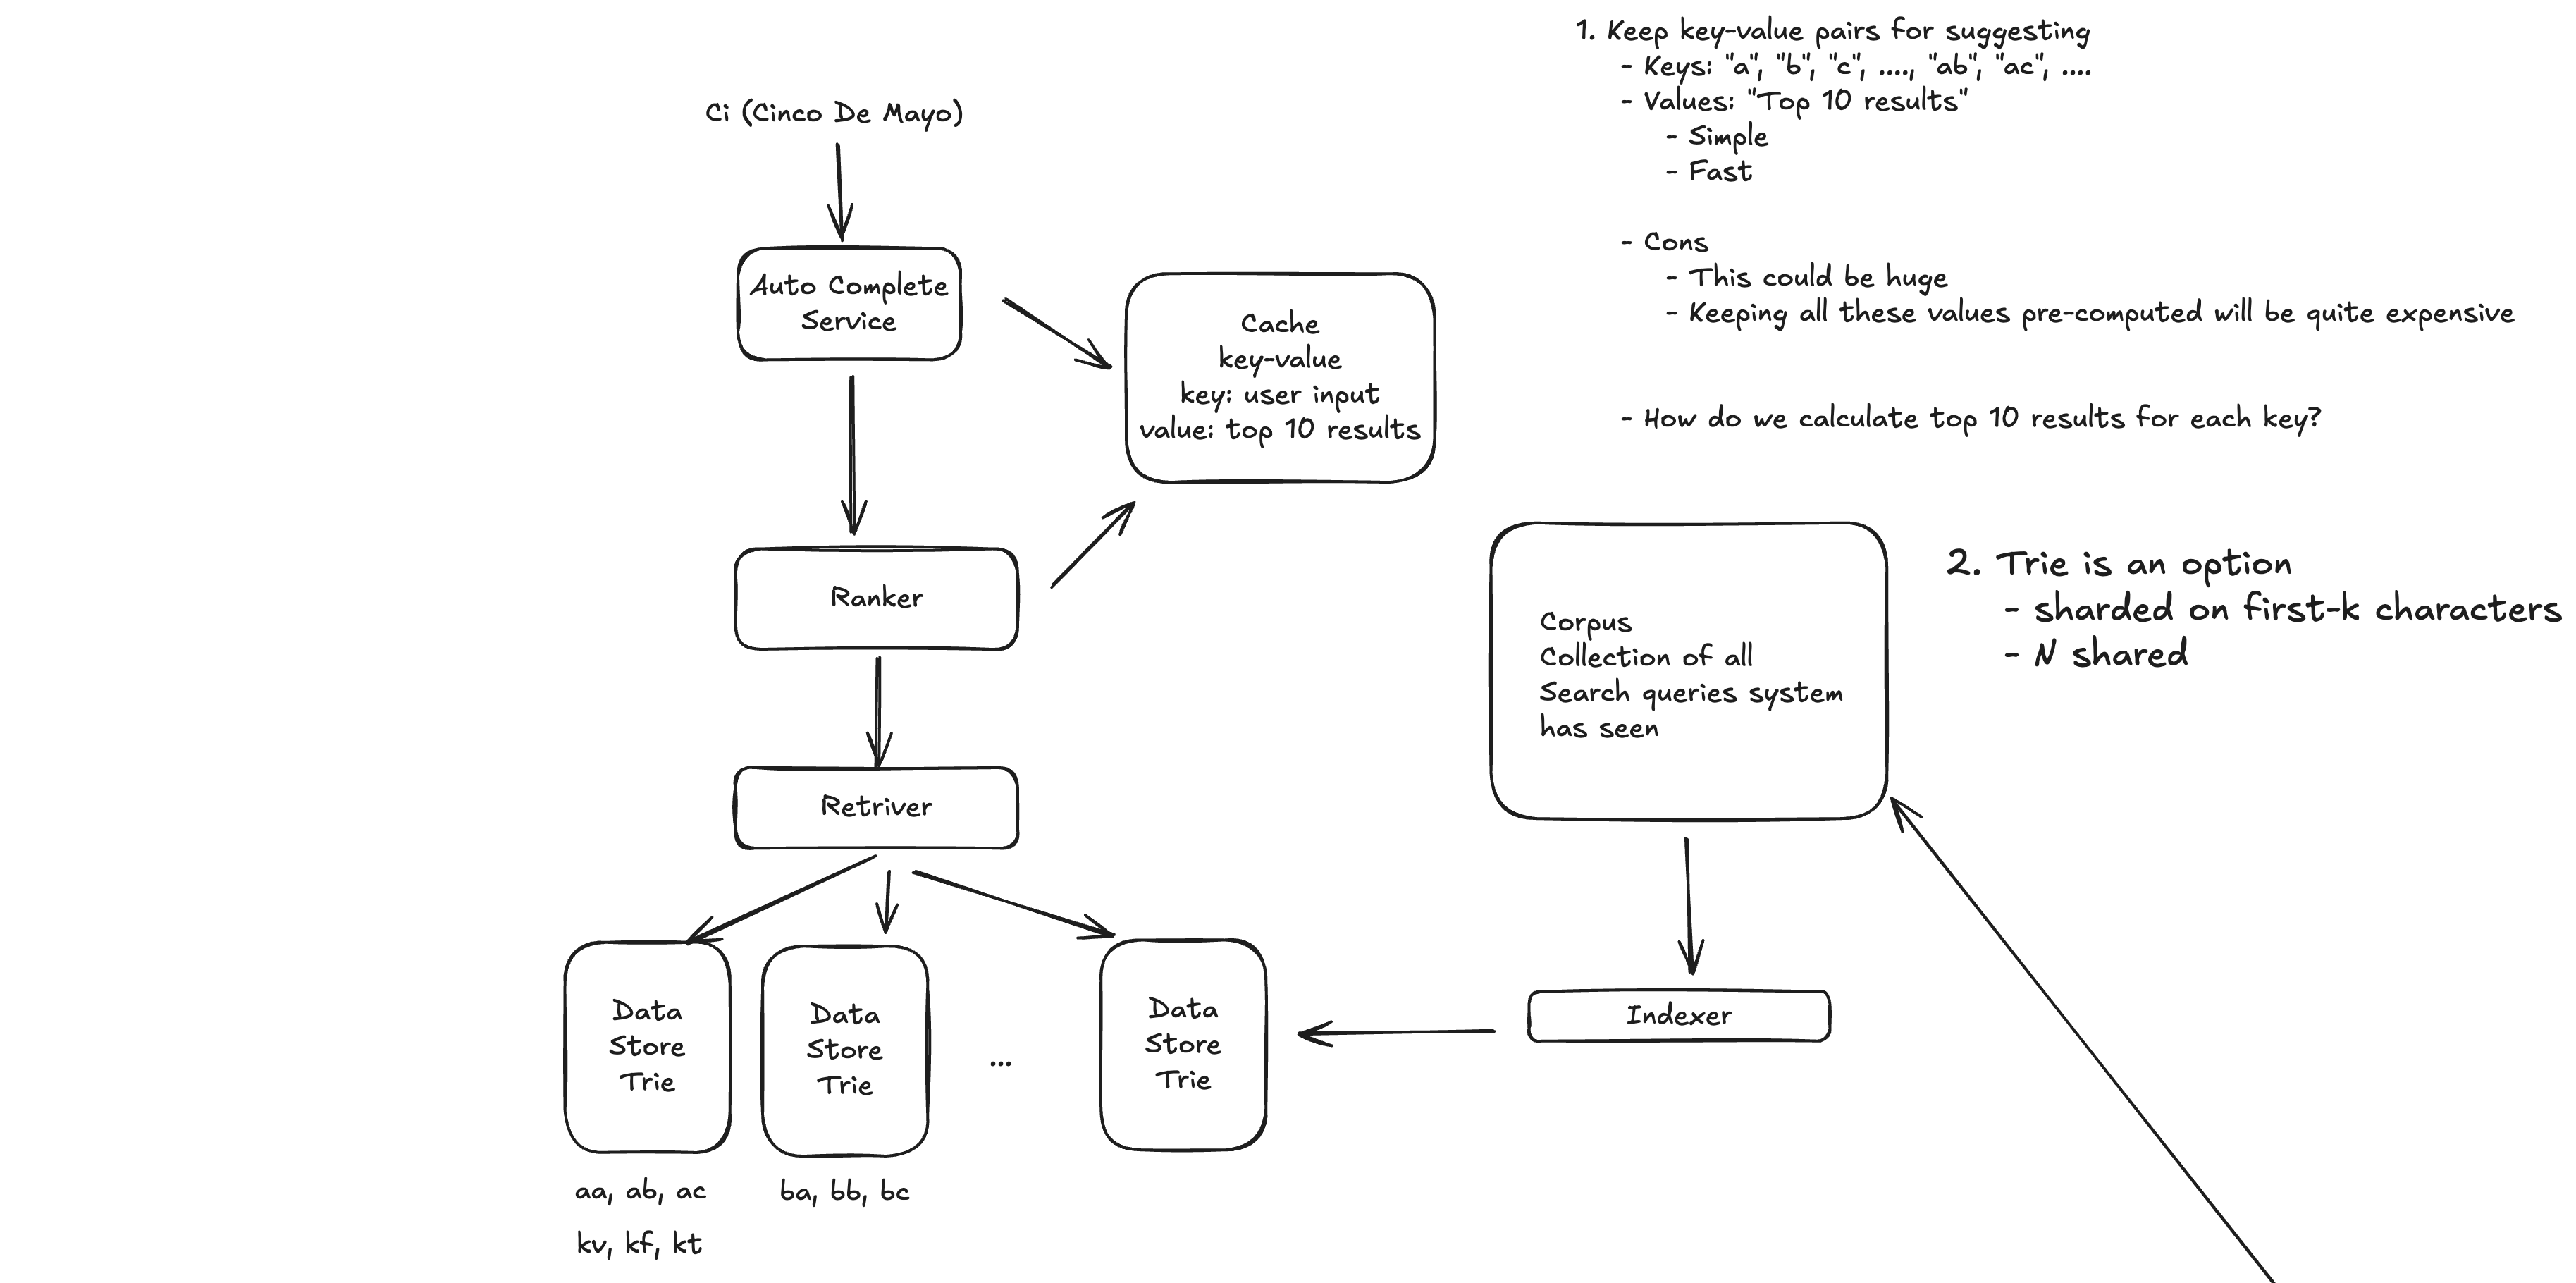 Ci (Cinco De Mayo)
Auto Complete
Service
Cache
key-value
key: user input
value: top 10 results
Ranker
Retriver
Data
Store
Trie
Data
Store
Trie
...
Data
Store
Trie
aa, ab, ac
kv, kf, kt
ba, bb, bc
1. Keep key-value pairs for suggesting
- Keys: "a", "b", "c", ...., "ab", "ac", ....
- Values: "Top 10 results"
- Simple
- Fast
- Cons
- This could be huge
- Keeping all these values pre-computed will be quite expensive
- How do we calculate top 10 results for each key?
Corpus
Collection of all
Search queries system
has seen
Indexer
2. Trie is an option
- sharded on first-k characters
- N shared